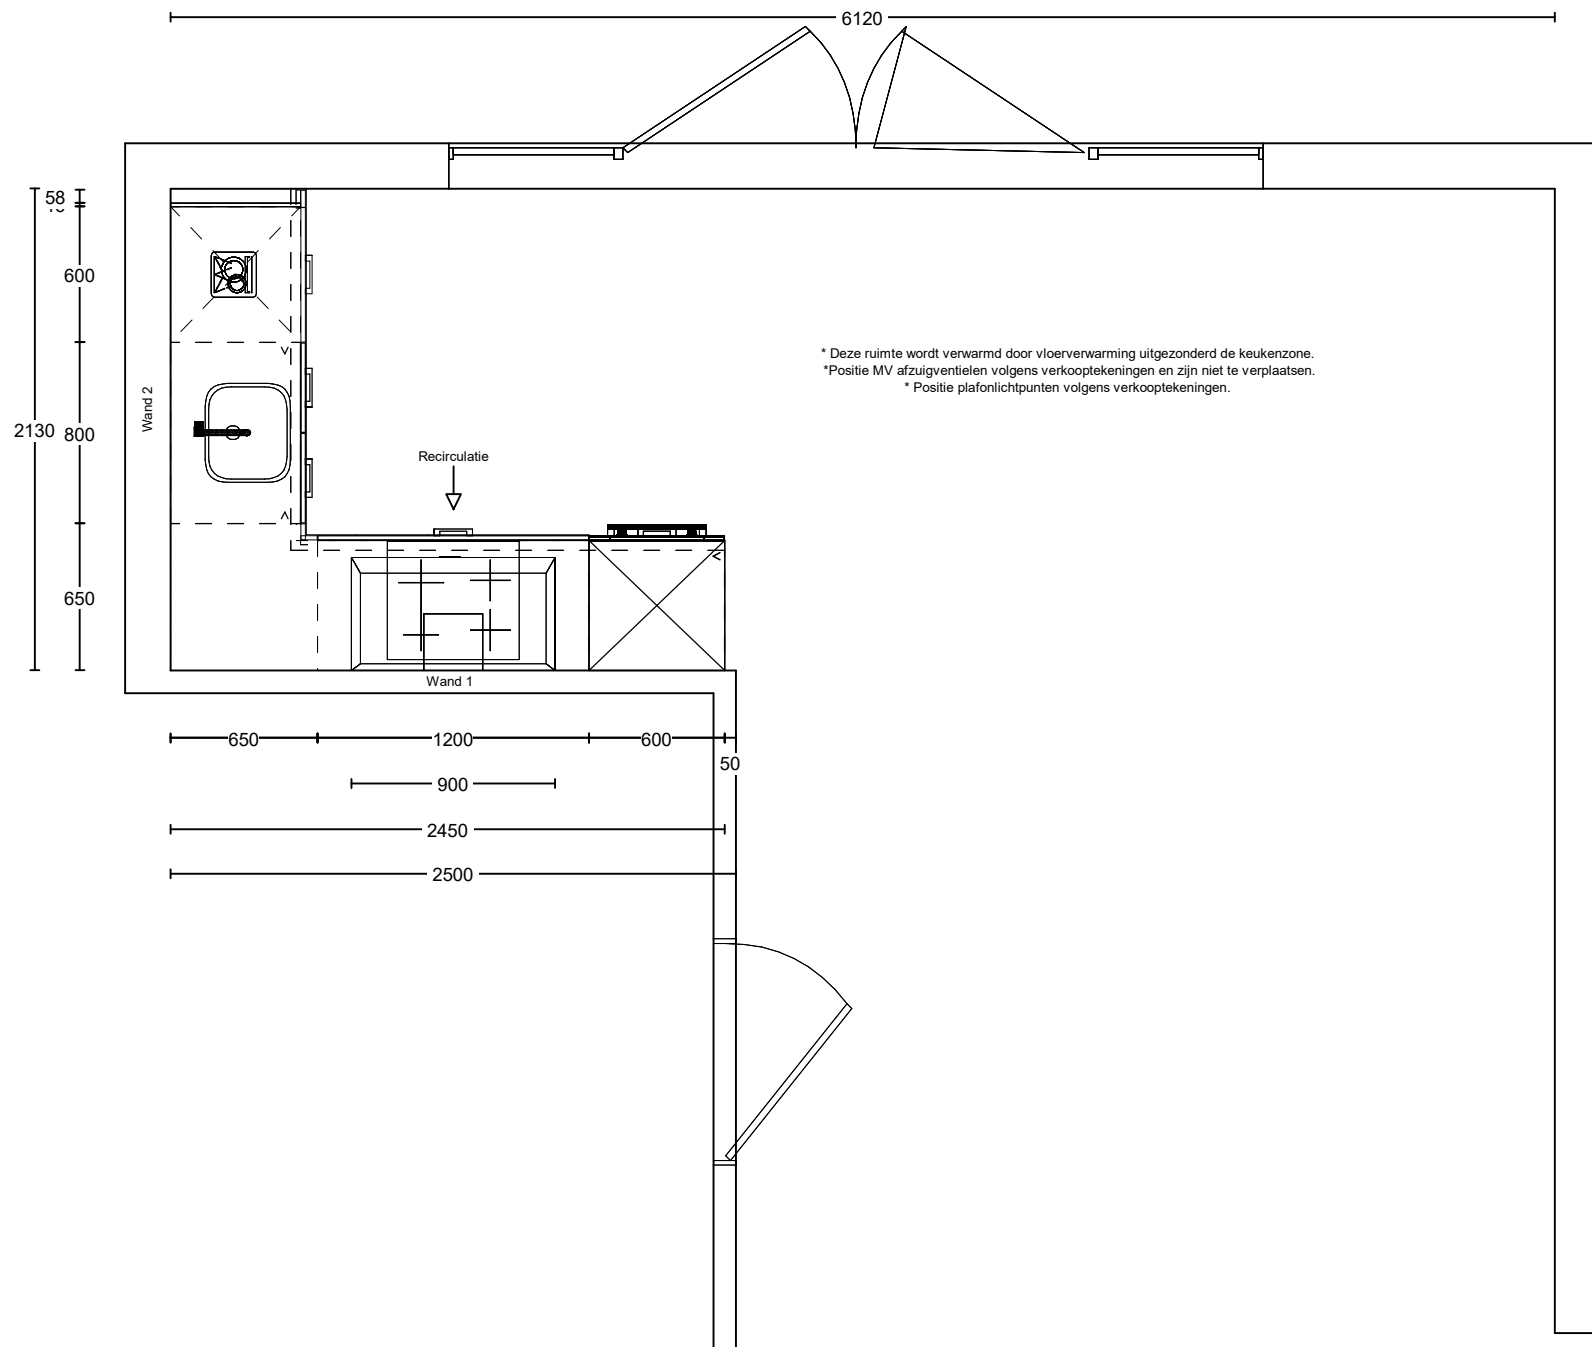 6120
58
600
Wand 2
2130
800
650
* Deze ruimte wordt verwarmd door vloerverwarming uitgezonderd de keukenzone.
*Positie MV afzuigventielen volgens verkooptekeningen en zijn niet te verplaatsen.
* Positie plafonlichtpunten volgens verkooptekeningen.
Recirculatie
Wand 1
650
1200
600
50
900
2450
2500